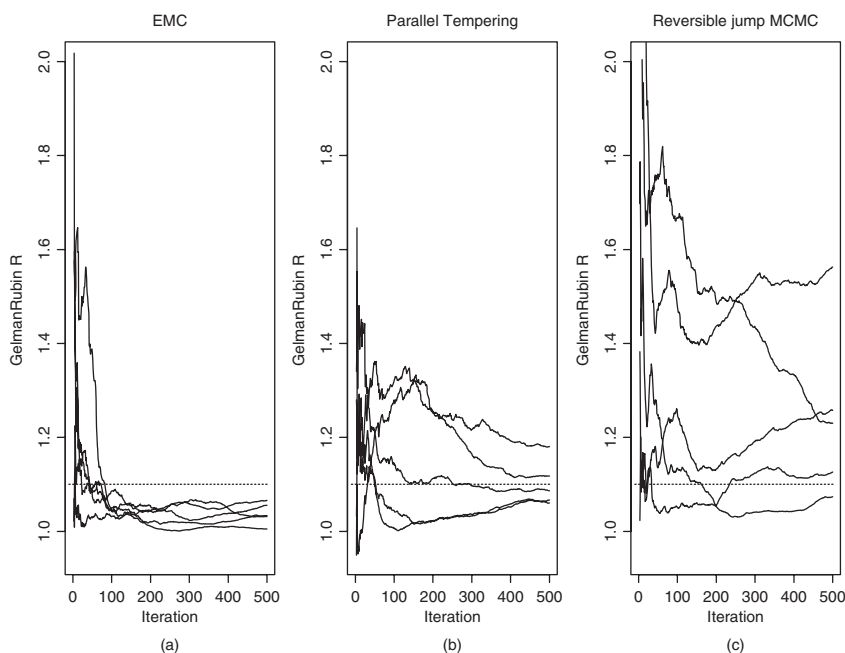 EMC
Parallel Tempering
Reversible jump MCMC
GelmanRubin R
1.0
1.2
1.4
1.6
1.8
2.0
0 100 200 300 400 500
Iteration
(a)
GelmanRubin R
1.0
1.2
1.4
1.6
1.8
2.0
0 100 200 300 400 500
Iteration
(b)
GelmanRubin R
1.0
1.2
1.4
1.6
1.8
2.0
0 100 200 300 400 500
Iteration
(c)